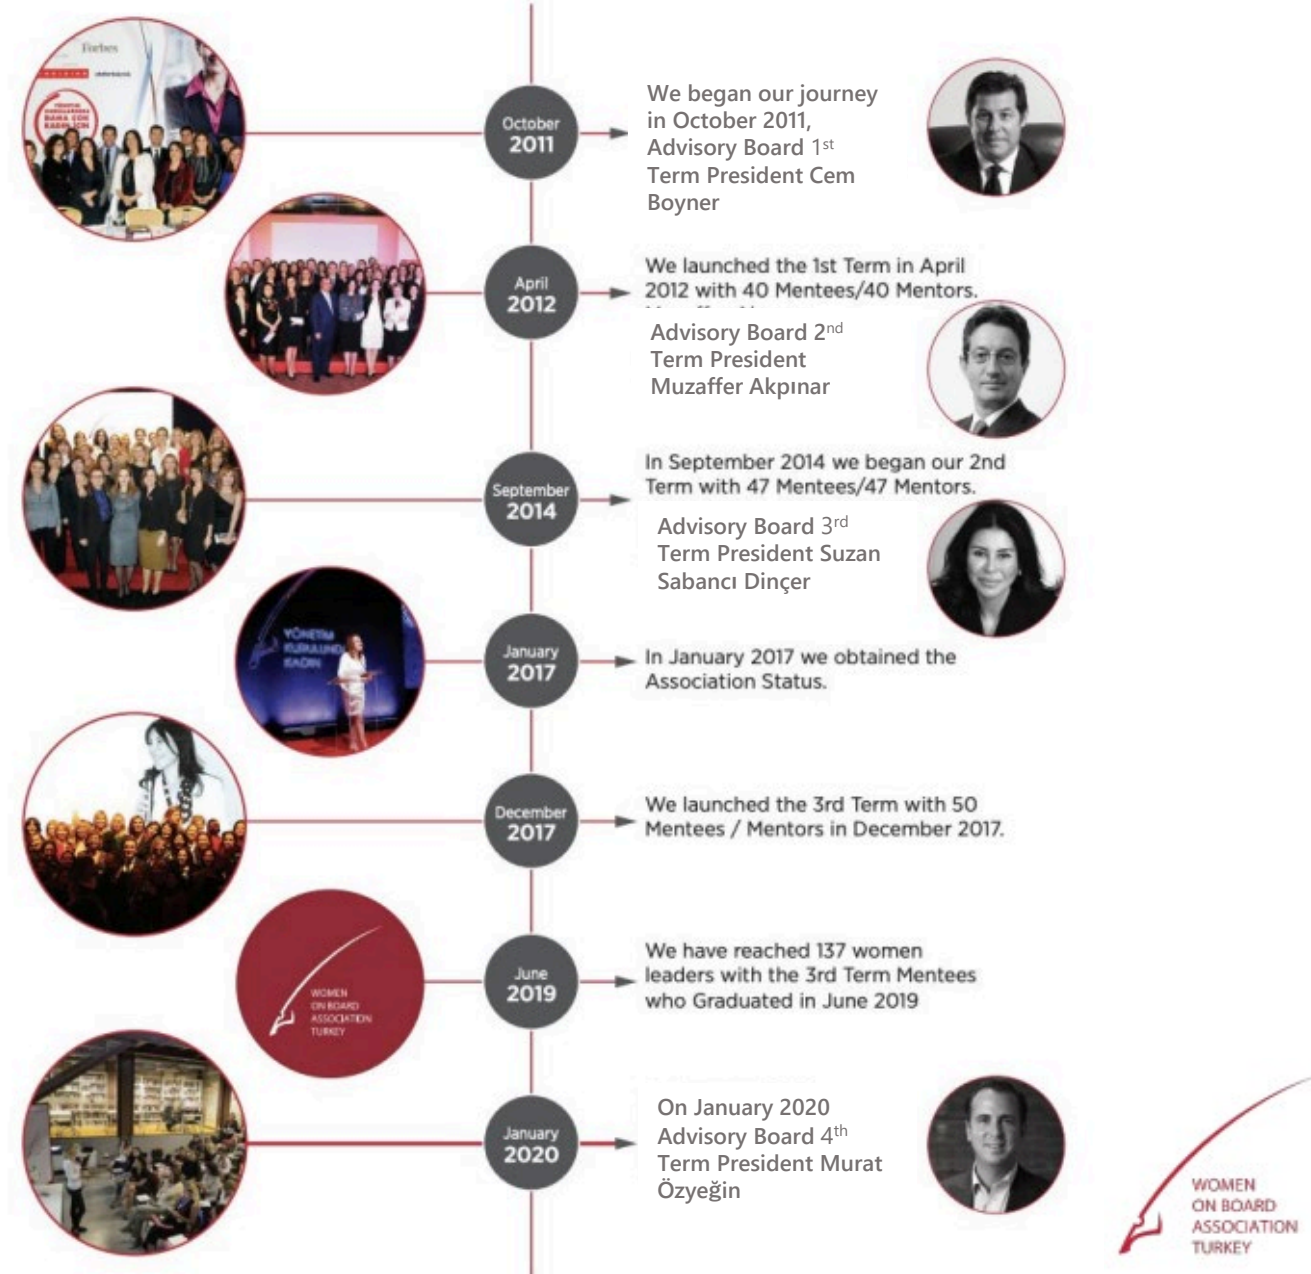 Forbes
YÖNETİM
KURULLARINDA
DAHA ÇOK
KADIN İÇİN
October
2011
We began our journey
in October 2011,
Advisory Board 1st
Term President Cem
Boyner
April
2012
We launched the 1st Term in April
2012 with 40 Mentees/40 Mentors.
Advisory Board 2nd
Term President
Muzaffer Akpınar
September
2014
In September 2014 we began our 2nd
Term with 47 Mentees/47 Mentors.
Advisory Board 3rd
Term President Suzan
Sabancı Dinçer
YÖNETİM
KURULUNDA
KADIN
January
2017
In January 2017 we obtained the
Association Status.
December
2017
We launched the 3rd Term with 50
Mentees / Mentors in December 2017.
WOMEN
ON BOARD
ASSOCIATION
TURKEY
June
2019
We have reached 137 women
leaders with the 3rd Term Mentees
who Graduated in June 2019
January
2020
On January 2020
Advisory Board 4th
Term President Murat
Özyeğin
WOMEN
ON BOARD
ASSOCIATION
TURKEY